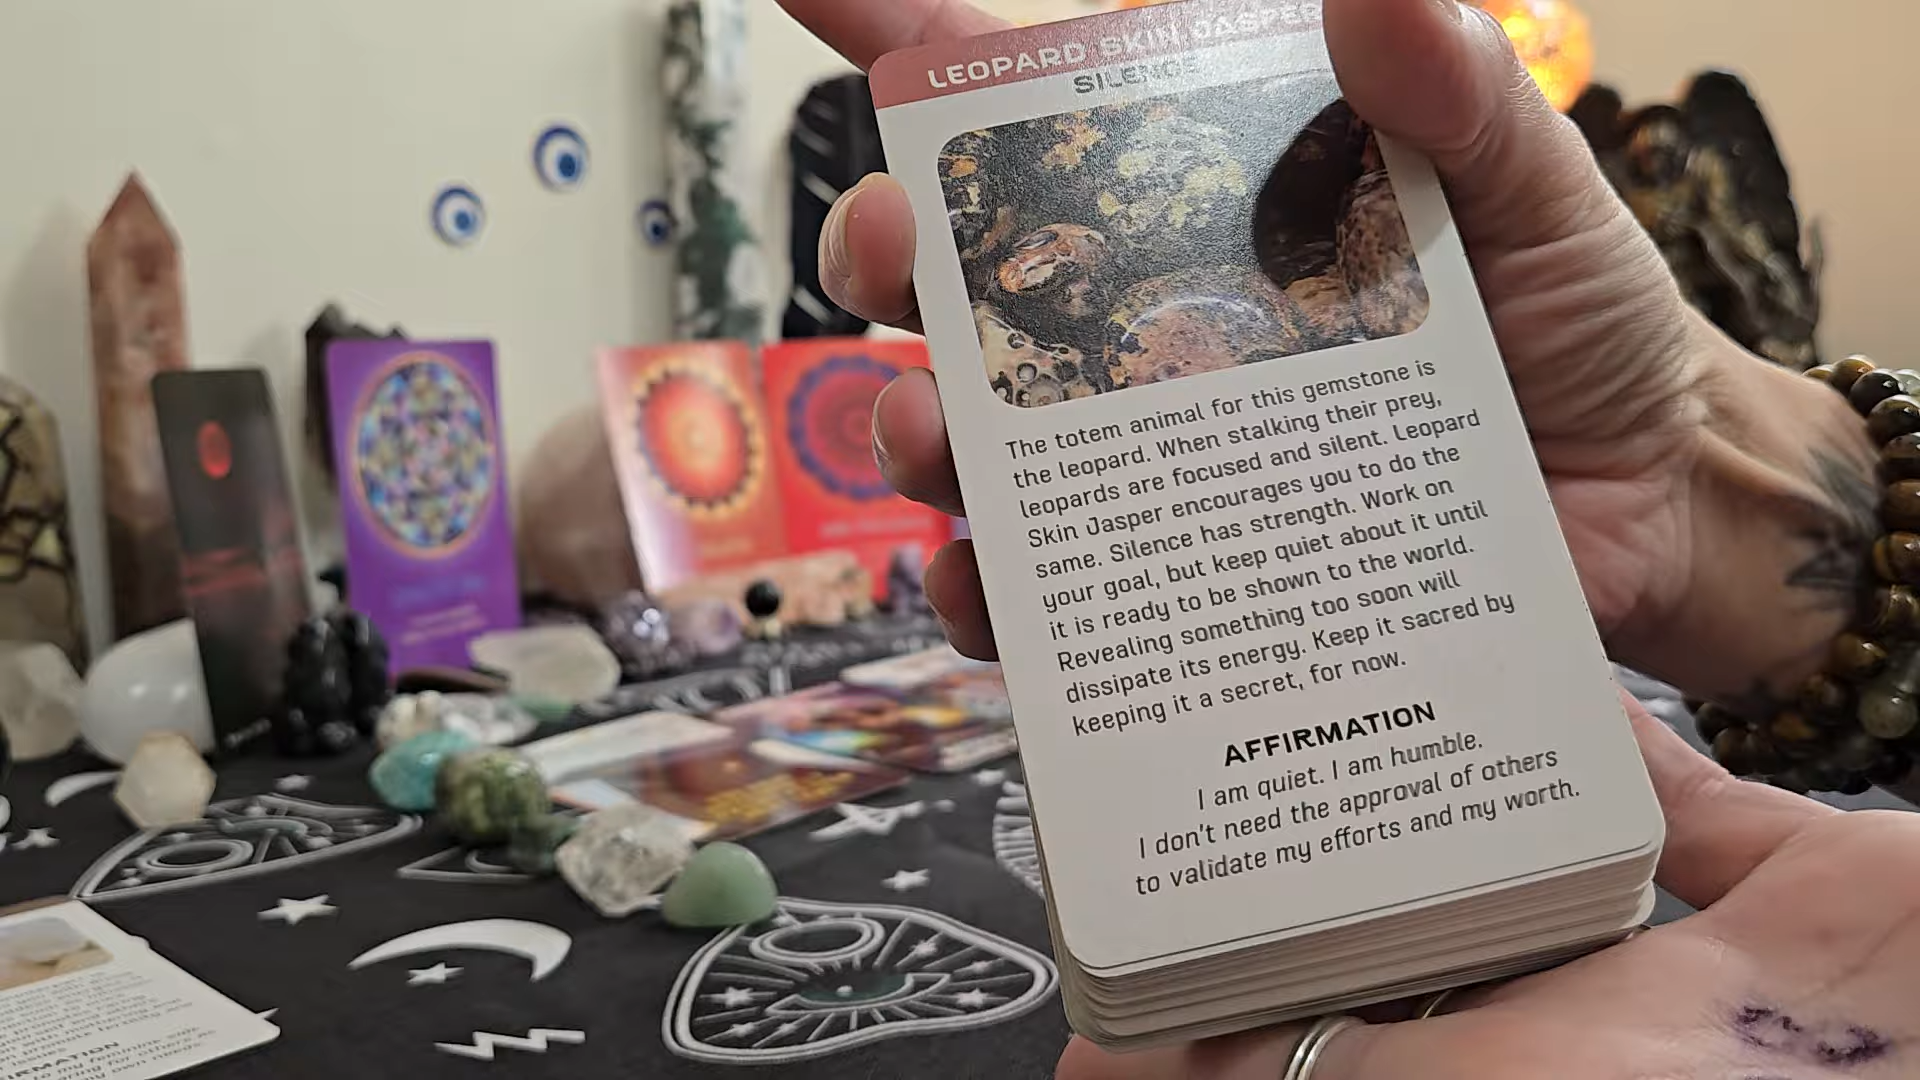 LEOPARD SKIN JASPER
SILENCE
The totem animal for this gemstone is
the leopard. When stalking their prey,
leopards are focused and silent. Leopard
Skin Jasper encourages you to do the
same. Silence has strength. Work on
your goal, but keep quiet about it until
it is ready to be shown to the world.
Revealing something too soon will
dissipate its energy. Keep it sacred by
keeping it a secret, for now.
AFFIRMATION
I am quiet. I am humble.
I don't need the approval of others
to validate my efforts and my worth.